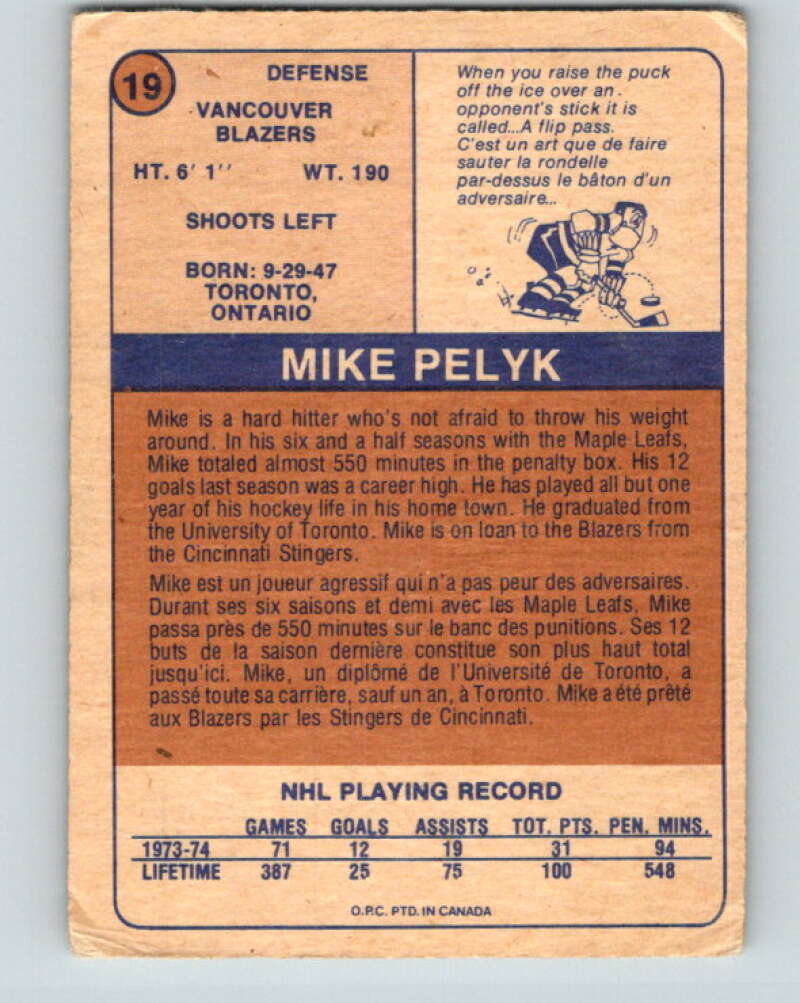 19
DEFENSE
VANCOUVER
BLAZERS
HT. 6' 1'' WT. 190
SHOOTS LEFT
BORN: 9-29-47
TORONTO,
ONTARIO
When you raise the puck
off the ice over an
opponent's stick it is
called...A flip pass.
C'est un art que de faire
sauter la rondelle
par-dessus le bâton d'un
adversaire...
MIKE PELYK
Mike is a hard hitter who's not afraid to throw his weight
around. In his six and a half seasons with the Maple Leafs,
Mike totaled almost 550 minutes in the penalty box. His 12
goals last season was a career high. He has played all but one
year of his hockey life in his home town. He graduated from
the University of Toronto. Mike is on loan to the Blazers from
the Cincinnati Stingers.
Mike est un joueur agressif qui n'a pas peur des adversaires.
Durant ses six saisons et demi avec les Maple Leafs, Mike
passa près de 550 minutes sur le banc des punitions. Ses 12
buts de la saison dernière constitue son plus haut total
jusqu'ici. Mike, un diplômé de l'Université de Toronto, a
passé toute sa carrière, sauf un an, à Toronto. Mike a été prêté
aux Blazers par les Stingers de Cincinnati.
NHL PLAYING RECORD
GAMES GOALS ASSISTS TOT. PTS. PEN. MINS.
1973-74 71 12 19 31 94
LIFETIME 387 25 75 100 548
O.P.C. PTD. IN CANADA